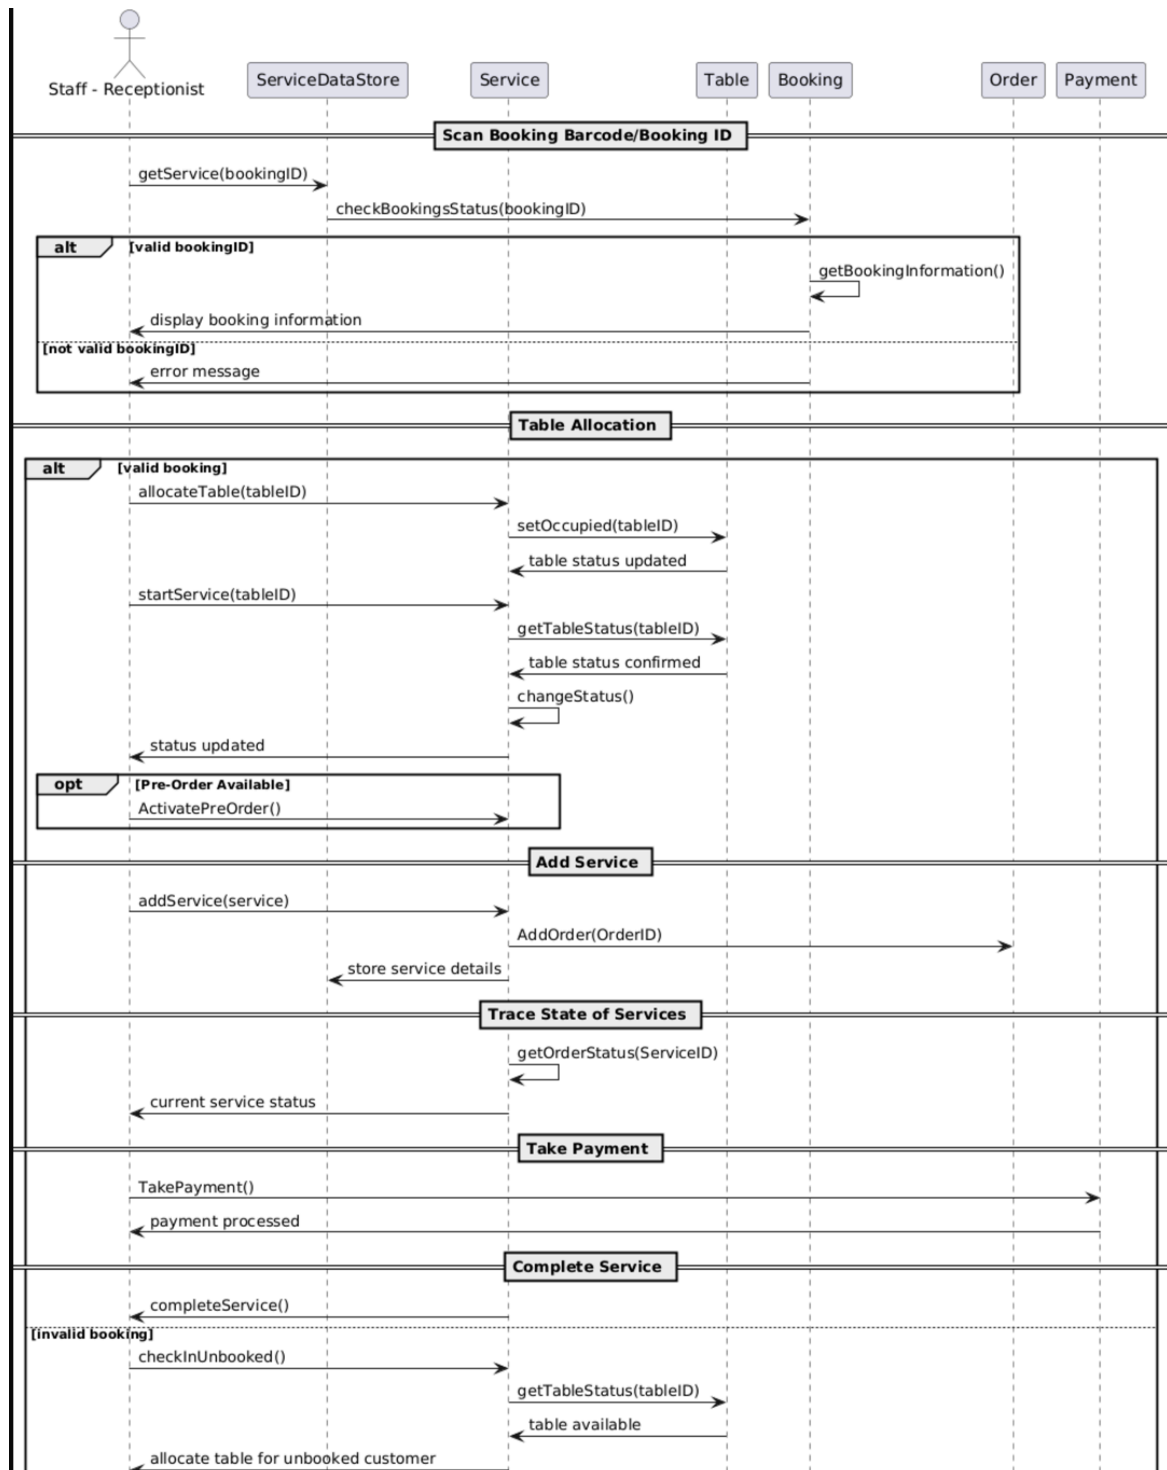 Staff - Receptionist
ServiceDataStore
Service
Table
Booking
Order
Payment
Scan Booking Barcode/Booking ID
getService(bookingID)
checkBookingsStatus(bookingID)
alt
[valid bookingID]
getBookingInformation()
display booking information
[not valid bookingID]
error message
Table Allocation
alt
[valid booking]
allocateTable(tableID)
setOccupied(tableID)
table status updated
startService(tableID)
getTableStatus(tableID)
table status confirmed
changeStatus()
status updated
opt
[Pre-Order Available]
ActivatePreOrder()
Add Service
addService(service)
AddOrder(OrderID)
store service details
Trace State of Services
getOrderStatus(ServiceID)
current service status
Take Payment
TakePayment()
payment processed
Complete Service
completeService()
[invalid booking]
checkInUnbooked()
getTableStatus(tableID)
table available
allocate table for unbooked customer